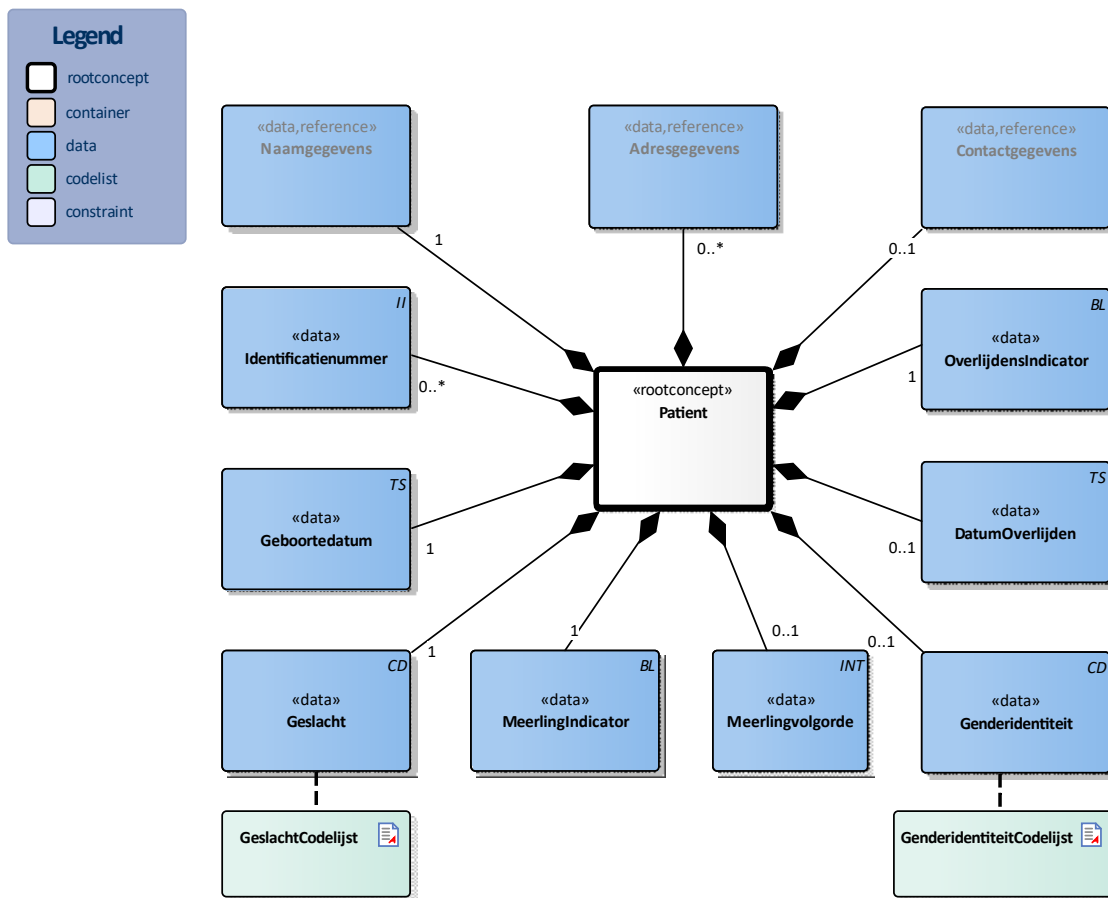 Legend
rootconcept
container
data
codelist
constraint
«data,reference»
Naamgegevens
«data,reference»
Adresgegevens
«data,reference»
Contactgegevens
1
0..*
0..1
II
«data»
Identificatienummer
0..*
«rootconcept»
Patient
BL
«data»
OverlijdensIndicator
1
TS
«data»
Geboortedatum
1
TS
«data»
DatumOverlijden
0..1
CD
«data»
Geslacht
1
BL
«data»
MeerlingIndicator
1
INT
«data»
Meerlingvolgorde
0..1
CD
«data»
Genderidentiteit
0..1
GeslachtCodelijst
GenderidentiteitCodelijst